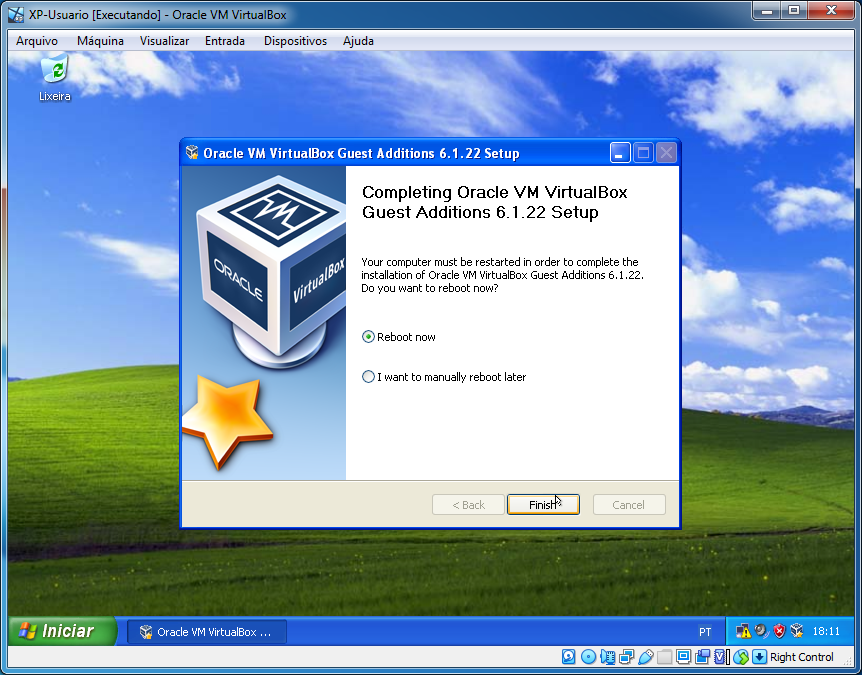 XP-Usuario [Executando] - Oracle VM VirtualBox
Arquivo Máquina Visualizar Entrada Dispositivos Ajuda
Lixeira
Oracle VM VirtualBox Guest Additions 6.1.22 Setup
Completing Oracle VM VirtualBox
Guest Additions 6.1.22 Setup
ORACLE
VirtualBox
Your computer must be restarted in order to complete the
installation of Oracle VM VirtualBox Guest Additions 6.1.22.
Do you want to reboot now?
Reboot now
I want to manually reboot later
< Back Finish Cancel
Iniciar
Oracle VM VirtualBox ...
PT
18:11
Right Control